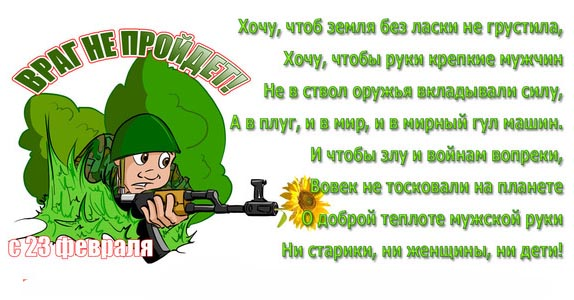 ВРАГ НЕ ПРОЙДЕТ!
с 23 февраля
Хочу, чтоб земля без ласки не грустила,
Хочу, чтобы руки крепкие мужчин
Не в ствол оружья вкладывали силу,
А в плуг, и в мир, и в мирный гул машин.
И чтобы злу и войнам вопреки,
Вовек не тосковали на планете
О доброй теплоте мужской руки
Ни старики, ни женщины, ни дети!